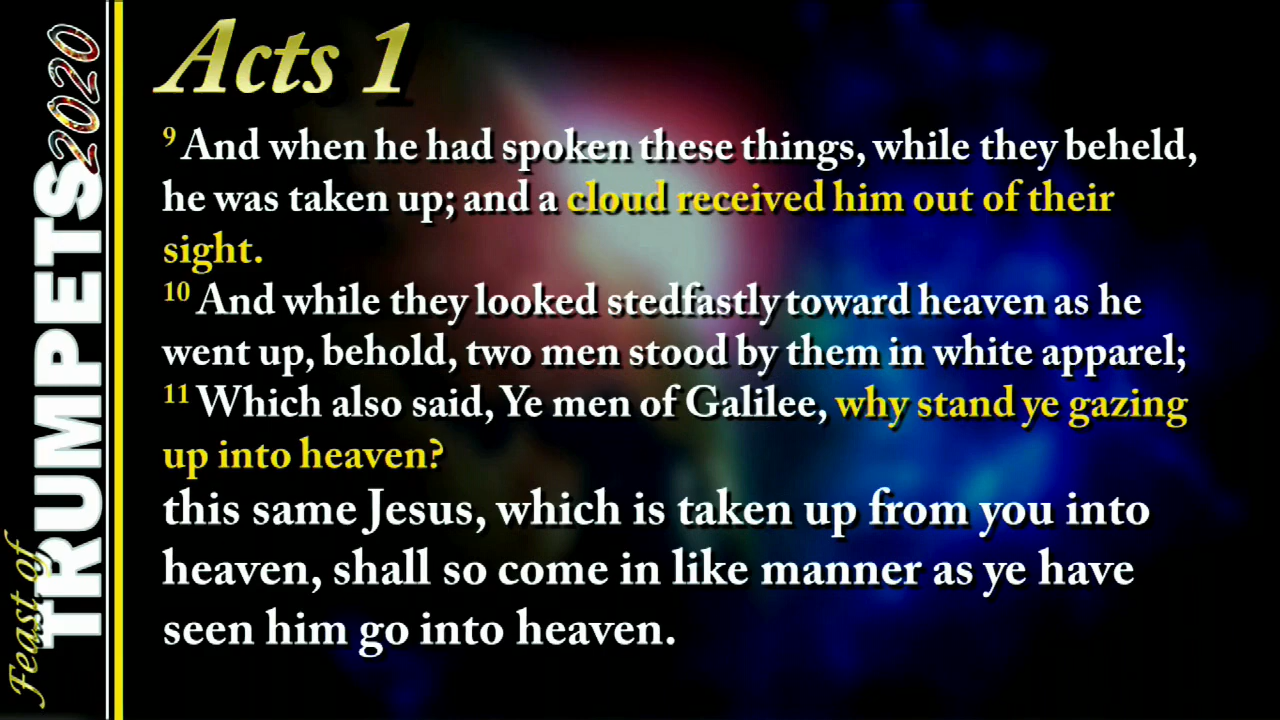 Feast of
TRUMPETS 2020
Acts 1
9 And when he had spoken these things, while they beheld,
he was taken up; and a cloud received him out of their
sight.
10 And while they looked stedfastly toward heaven as he
went up, behold, two men stood by them in white apparel;
11 Which also said, Ye men of Galilee, why stand ye gazing
up into heaven?
this same Jesus, which is taken up from you into
heaven, shall so come in like manner as ye have
seen him go into heaven.